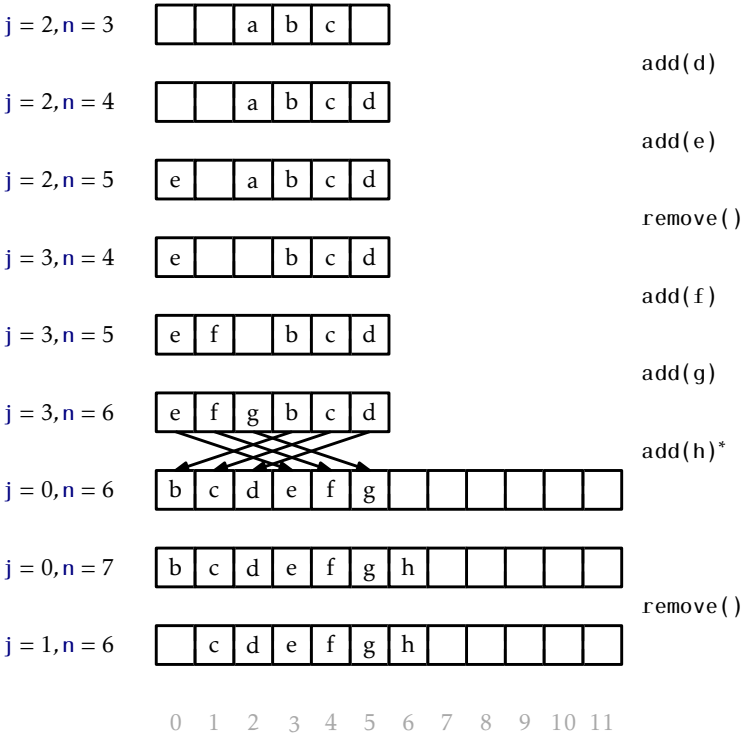 j = 2, n = 3 a b c
add(d)
j = 2, n = 4 a b c d
add(e)
j = 2, n = 5 e a b c d
remove()
j = 3, n = 4 e b c d
add(f)
j = 3, n = 5 e f b c d
add(g)
j = 3, n = 6 e f g b c d
add(h)*
j = 0, n = 6 b c d e f g
j = 0, n = 7 b c d e f g h
remove()
j = 1, n = 6 c d e f g h
0 1 2 3 4 5 6 7 8 9 10 11